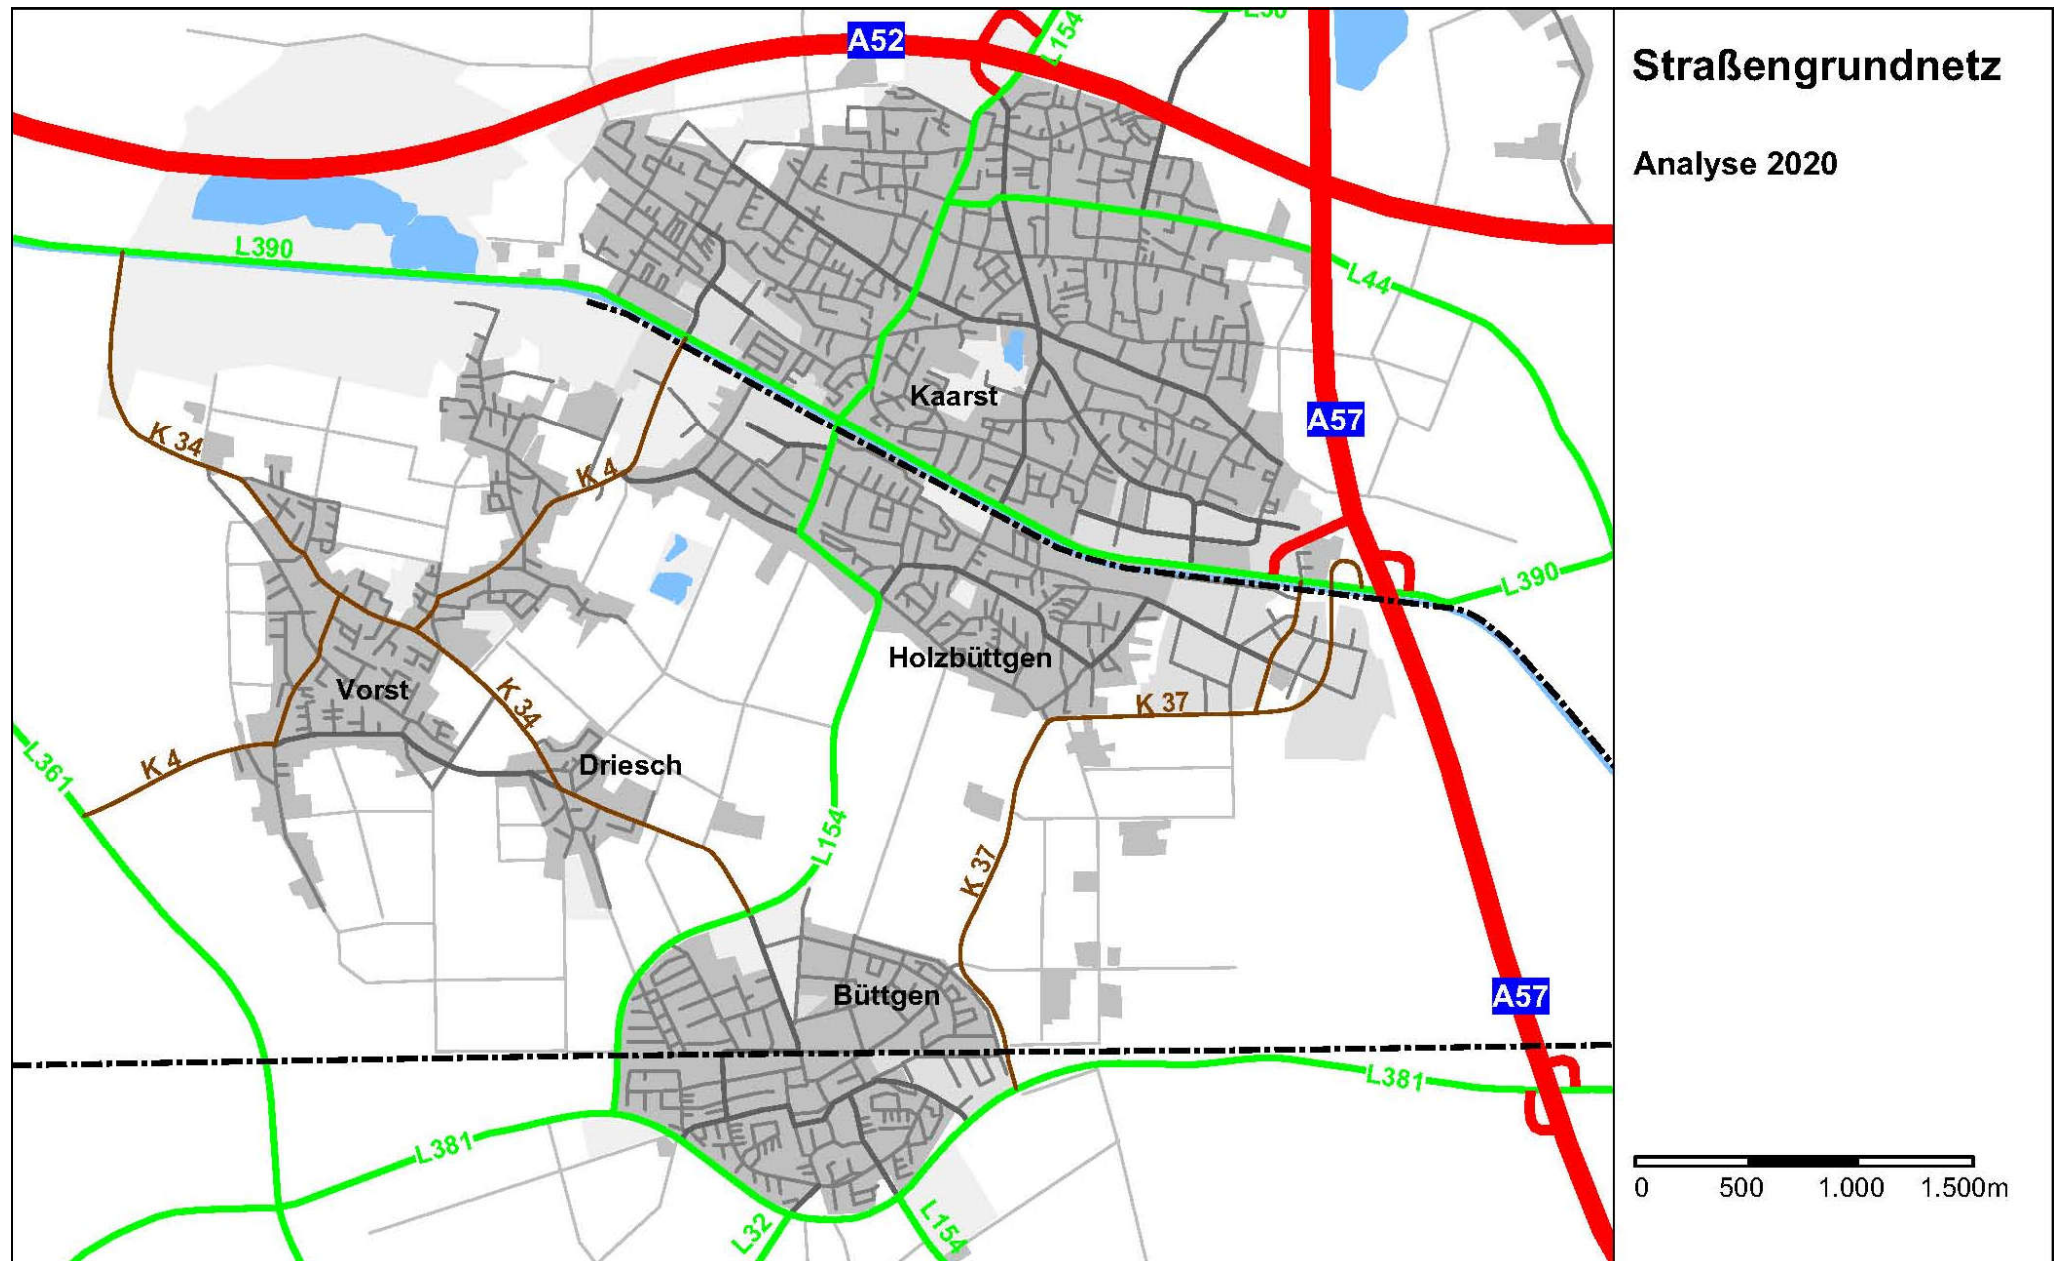 L38
A52
L154
Straßengrundnetz
Analyse 2020
L390
L44
Kaarst
A57
K 34
K 4
L390
Holzbüttgen
Vorst
K 34
K 37
Driesch
L361
K 4
L154
K 37
Büttgen
A57
L381
L381
L32
L154
0 500 1.000 1.500m